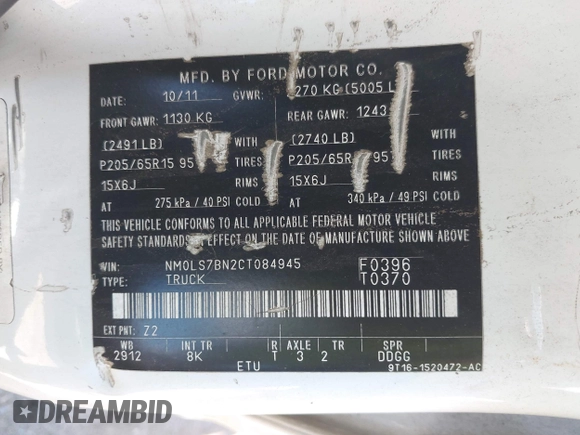 MFD. BY FORD MOTOR CO.
DATE: 10/11 GVWR: 270 KG (5005 L
FRONT GAWR: 1130 KG REAR GAWR: 1243
(2491 LB) WITH (2740 LB) WITH
P205/65R15 95 TIRES P205/65R 95 TIRES
15X6J RIMS 15X6J RIMS
AT 275 kPa / 40 PSI COLD AT 340 kPa / 49 PSI COLD
THIS VEHICLE CONFORMS TO ALL APPLICABLE FEDERAL MOTOR VEHICLE
SAFETY STANDARDS IN EFFECT ON THE DATE OF MANUFACTURE SHOWN ABOVE
VIN: NM0LS7BN2CT084945 F0396
TYPE: TRUCK T0370
EXT PNT: Z2
WB INT TR R AXLE TR SPR
2912 8K T 3 2 DDGG
ETU 9T16-1520472-AC
DREAMBID